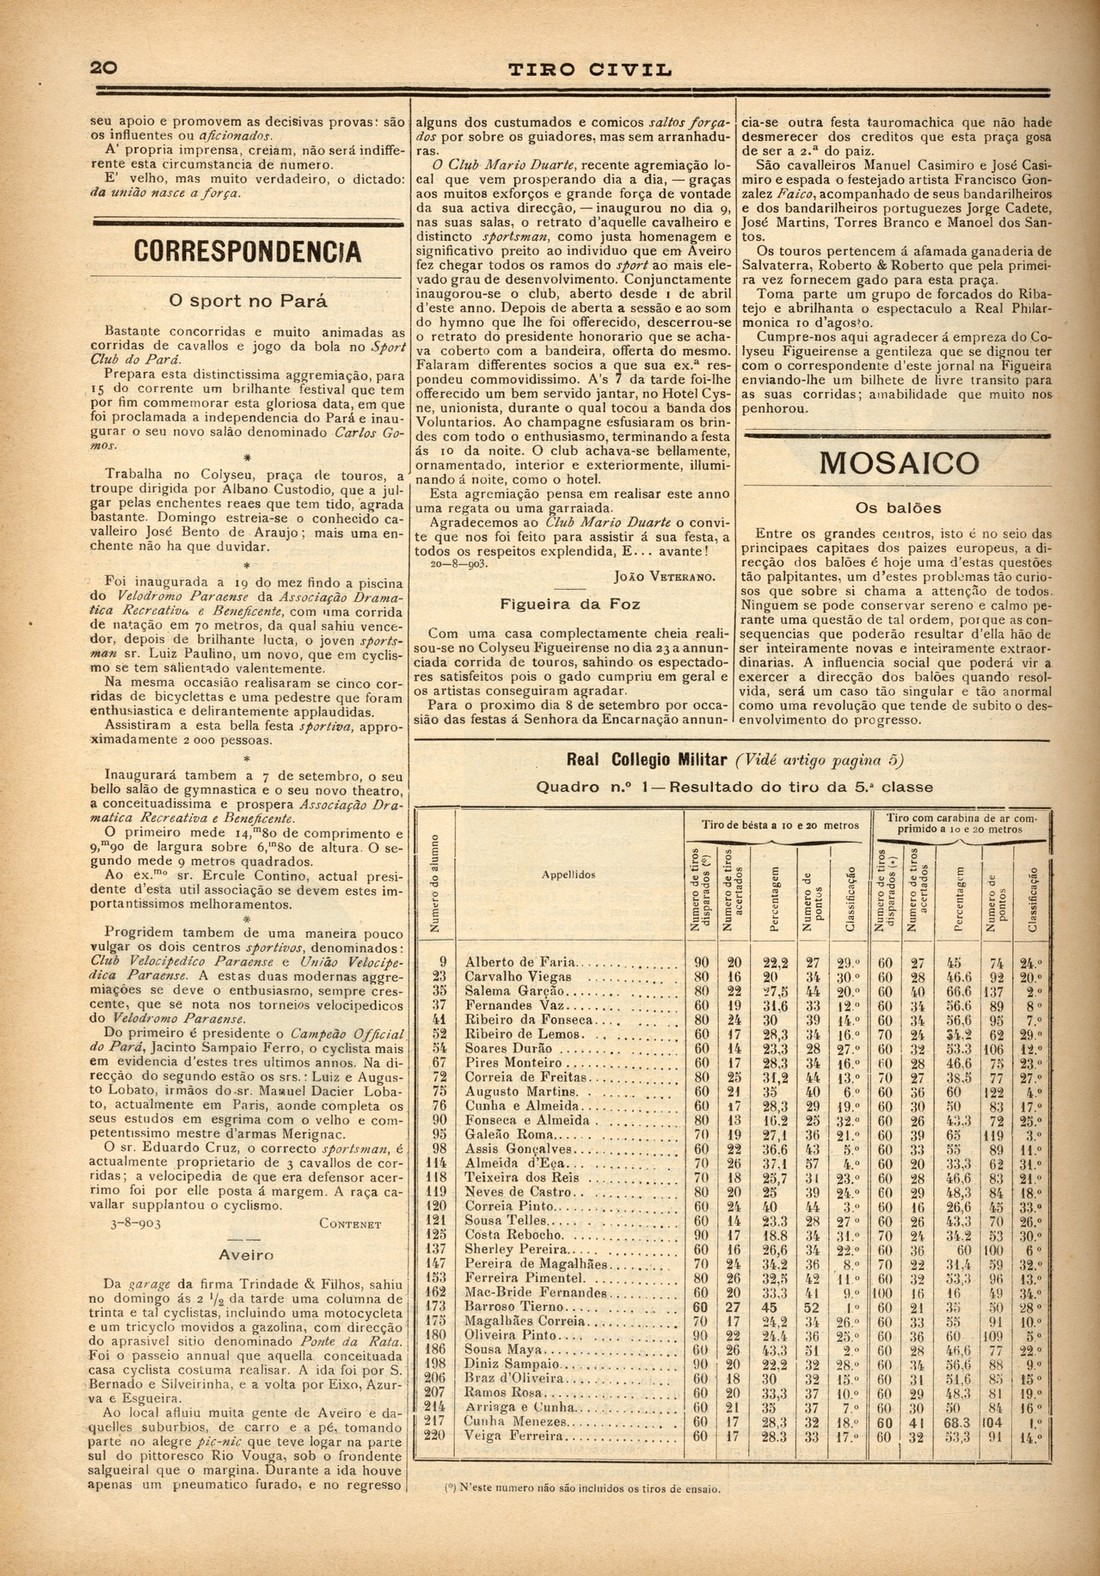 20
TIRO CIVIL
seu apoio e promovem as decisivas provas: são
os influentes ou aficionados.
A' propria imprensa, creiam, não será indiffe-
rente esta circumstancia de numero.
E' velho, mas muito verdadeiro, o dictado:
da união nasce a força.
CORRESPONDENCIA
O sport no Pará
Bastante concorridas e muito animadas as
corridas de cavallos e jogo da bola no Sport
Club do Pará.
Prepara esta distinctissima aggremiação, para
15 do corrente um brilhante festival que tem
por fim commemorar esta gloriosa data, em que
foi proclamada a independencia do Pará e inau-
gurar o seu novo salão denominado Carlos Go-
mos.
*
Trabalha no Colyseu, praça de touros, a
troupe dirigida por Albano Custodio, que a jul-
gar pelas enchentes reaes que tem tido, agrada
bastante. Domingo estreia-se o conhecido ca-
valleiro José Bento de Araujo; mais uma en-
chente não ha que duvidar.
*
Foi inaugurada a 19 do mez findo a piscina
do Velodromo Paraense da Associação Drama-
tica Recreativa e Beneficente, com uma corrida
de natação em 70 metros, da qual sahiu vence-
dor, depois de brilhante lucta, o joven sports-
man sr. Luiz Paulino, um novo, que em cyclis-
mo se tem salientado valentemente.
Na mesma occasião realisaram se cinco cor-
ridas de bicyclettas e uma pedestre que foram
enthusiastica e delirantemente applaudidas.
Assistiram a esta bella festa sportiva, appro-
ximadamente 2 000 pessoas.
*
Inaugurará tambem a 7 de setembro, o seu
bello salão de gymnastica e o seu novo theatro,
a conceituadissima e prospera Associação Dra-
matica Recreativa e Beneficente.
O primeiro mede 14,m80 de comprimento e
9,m90 de largura sobre 6,m80 de altura. O se-
gundo mede 9 metros quadrados.
Ao ex.mo sr. Ercule Contino, actual presi-
dente d'esta util associação se devem estes im-
portantissimos melhoramentos.
*
Progridem tambem de uma maneira pouco
vulgar os dois centros sportivos, denominados:
Club Velocipedico Paraense e União Velocipe-
dica Paraense. A estas duas modernas aggre-
miações se deve o enthusiasmo, sempre cres-
cente, que se nota nos torneios velocipedicos
do Velodromo Paraense.
Do primeiro é presidente o Campeão Official
do Pará, Jacinto Sampaio Ferro, o cyclista mais
em evidencia d'estes tres ultimos annos. Na di-
recção do segundo estão os srs.: Luiz e Augus-
to Lobato, irmãos do sr. Manuel Dacier Loba-
to, actualmente em Paris, aonde completa os
seus estudos em esgrima com o velho e com-
petentissimo mestre d'armas Merignac.
O sr. Eduardo Cruz, o correcto sportsman, é
actualmente proprietario de 3 cavallos de cor-
ridas; a velocipedia de que era defensor acer-
rimo foi por elle posta á margem. A raça ca-
vallar supplantou o cyclismo.
3-8-903 CONTENET
Aveiro
Da garage da firma Trindade & Filhos, sahiu
no domingo ás 2 1/2 da tarde uma columna de
trinta e tal cyclistas, incluindo uma motocycleta
e um tricyclo movidos a gazolina, com direcção
do aprasivel sitio denominado Ponte da Rata.
Foi o passeio annual que aquella conceituada
casa cyclista costuma realisar. A ida foi por S.
Bernado e Silveirinha, e a volta por Eixo, Azur-
va e Esgueira.
Ao local afluiu muita gente de Aveiro e da-
quelles suburbios, de carro e a pé, tomando
parte no alegre pic-nic que teve logar na parte
sul do pittoresco Rio Vouga, sob o frondente
salgueiral que o margina. Durante a ida houve
apenas um pneumatico furado, e no regresso
alguns dos custumados e comicos saltos força-
dos por sobre os guiadores, mas sem arranhadu-
ras.
O Club Mario Duarte, recente agremiação lo-
cal que vem prosperando dia a dia, — graças
aos muitos exforços e grande força de vontade
da sua activa direcção, — inaugurou no dia 9,
nas suas salas, o retrato d'aquelle cavalheiro e
distincto sportsman, como justa homenagem e
significativo preito ao individuo que em Aveiro
fez chegar todos os ramos do sport ao mais ele-
vado grau de desenvolvimento. Conjunctamente
inaugorou-se o club, aberto desde 1 de abril
d'este anno. Depois de aberta a sessão e ao som
do hymno que lhe foi offerecido, descerrou-se
o retrato do presidente honorario que se acha-
va coberto com a bandeira, offerta do mesmo.
Falaram differentes socios a que sua ex.a res-
pondeu commovidissimo. A's 7 da tarde foi-lhe
offerecido um bem servido jantar, no Hotel Cys-
ne, unionista, durante o qual tocou a banda dos
Voluntarios. Ao champagne esfusiaram os brin-
des com todo o enthusiasmo, terminando a festa
ás 10 da noite. O club achava-se bellamente,
ornamentado, interior e exteriormente, illumi-
nando á noite, como o hotel.
Esta agremiação pensa em realisar este anno
uma regata ou uma garraiada.
Agradecemos ao Club Mario Duarte o convi-
te que nos foi feito para assistir á sua festa, a
todos os respeitos explendida, E... avante!
20-8-903.
JOÃO VETERANO.
Figueira da Foz
Com uma casa complectamente cheia reali-
sou-se no Colyseu Figueirense no dia 23 a annun-
ciada corrida de touros, sahindo os espectado-
res satisfeitos pois o gado cumpriu em geral e
os artistas conseguiram agradar.
Para o proximo dia 8 de setembro por occa-
sião das festas á Senhora da Encarnação annun-
cia-se outra festa tauromachica que não hade
desmerecer dos creditos que esta praça gosa
de ser a 2.a do paiz.
São cavalleiros Manuel Casimiro e José Casi-
miro e espada o festejado artista Francisco Gon-
zalez Faico, acompanhado de seus bandarilheiros
e dos bandarilheiros portuguezes Jorge Cadete,
José Martins, Torres Branco e Manoel dos San-
tos.
Os touros pertencem á afamada ganaderia de
Salvaterra, Roberto & Roberto que pela primei-
ra vez fornecem gado para esta praça.
Toma parte um grupo de forcados do Riba-
tejo e abrilhanta o espectaculo a Real Philar-
monica 10 d'agosto.
Cumpre-nos aqui agradecer á empreza do Co-
lyseu Figueirense a gentileza que se dignou ter
com o correspondente d'este jornal na Figueira
enviando-lhe um bilhete de livre transito para
as suas corridas; amabilidade que muito nos
penhorou.
MOSAICO
Os balões
Entre os grandes centros, isto é no seio das
principaes capitaes dos paizes europeus, a di-
recção dos balões é hoje uma d'estas questões
tão palpitantes, um d'estes problemas tão curio-
sos que sobre si chama a attenção de todos.
Ninguem se pode conservar sereno e calmo pe-
rante uma questão de tal ordem, porque as con-
sequencias que poderão resultar d'ella hão de
ser inteiramente novas e inteiramente extraor-
dinarias. A influencia social que poderá vir a
exercer a direcção dos balões quando resol-
vida, será um caso tão singular e tão anormal
como uma revolução que tende de subito o des-
envolvimento do progresso.
Real Collegio Militar (Vidé artigo pagina 5)
Quadro n.º 1 — Resultado do tiro da 5.ª classe
Numero do alumno
Appellidos
Tiro de bésta a 10 e 20 metros
Tiro com carabina de ar com-
primido a 10 e 20 metros
Numero de tiros disparados (º)
Numero de tiros acertados
Percentagem
Numero de pontos
Classificação
Numero de tiros disparados (º)
Numero de tiros acertados
Percentagem
Numero de pontos
Classificação
9 Alberto de Faria 90 20 22,2 27 29.º 60 27 45 74 24.º
23 Carvalho Viegas 80 16 20 34 30 º 60 28 46.6 92 20.º
35 Salema Garção 80 22 27,5 44 20.º 60 40 66,6 137 2.º
37 Fernandes Vaz 60 19 31,6 33 12.º 60 34 56,6 89 8 º
41 Ribeiro da Fonseca 80 24 30 39 14.º 60 34 56,6 95 7.º
52 Ribeiro de Lemos 60 17 28,3 34 16.º 70 24 34,2 62 29.º
54 Soares Durão 60 14 23,3 28 27.º 60 32 53.3 106 12.º
67 Pires Monteiro 60 17 28.3 34 16.º 60 28 46,6 75 23.º
72 Correia de Freitas 80 25 31,2 44 13.º 70 27 38,5 77 27.º
75 Augusto Martins 60 21 35 40 6 º 60 36 60 122 4.º
76 Cunha e Almeida 60 17 28,3 29 19.º 60 30 50 83 17.º
90 Fonseca e Almeida 80 13 16.2 25 32.º 60 26 43,3 72 25.º
95 Galeão Roma 70 19 27,1 36 21.º 60 39 65 119 3.º
98 Assis Gonçalves 60 22 36.6 43 5.º 60 33 55 89 11.º
114 Almeida d'Eça 70 26 37,1 57 4.º 60 20 33,3 62 31.º
118 Teixeira dos Reis 70 18 25,7 31 23.º 60 28 46,6 83 21.º
119 Neves de Castro 80 20 25 39 24.º 60 29 48,3 84 18.º
120 Correia Pinto 60 24 40 44 3.º 60 16 26,6 45 33.º
121 Sousa Telles 60 14 23.3 28 27 º 60 26 43,3 70 26.º
125 Costa Rebocho 90 17 18.8 34 31.º 70 24 34.2 53 30.º
137 Sherley Pereira 60 16 26,6 34 22.º 60 36 60 100 6 º
147 Pereira de Magalhães 70 24 34.2 36 8.º 70 22 31,4 59 32.º
153 Ferreira Pimentel 80 26 32,5 42 11.º 60 32 53,3 96 13.º
162 Mac-Bride Fernandes 60 20 33.3 41 9.º 100 16 16 49 34.º
173 Barroso Tierno 60 27 45 52 1.º 60 21 35 50 28 º
175 Magalhães Correia 70 17 24,2 34 26.º 60 33 55 91 10.º
180 Oliveira Pinto 90 22 24.4 36 25.º 60 36 60 109 5 º
186 Sousa Maya 60 26 43.3 51 2 º 60 28 46,6 77 22 º
198 Diniz Sampaio 90 20 22,2 32 28.º 60 34 56,6 88 9.º
206 Braz d'Oliveira 60 18 30 32 15.º 60 31 51,6 85 15 º
207 Ramos Rosa 60 20 33,3 37 10.º 60 29 48,3 81 19.º
214 Arriaga e Cunha 60 21 35 37 7.º 60 30 50 84 16 º
217 Cunha Menezes 60 17 28,3 32 18.º 60 41 68.3 104 1.º
220 Veiga Ferreira 60 17 28.3 33 17.º 60 32 53,3 91 14.º
(º) N'este numero não são incluidos os tiros de ensaio.